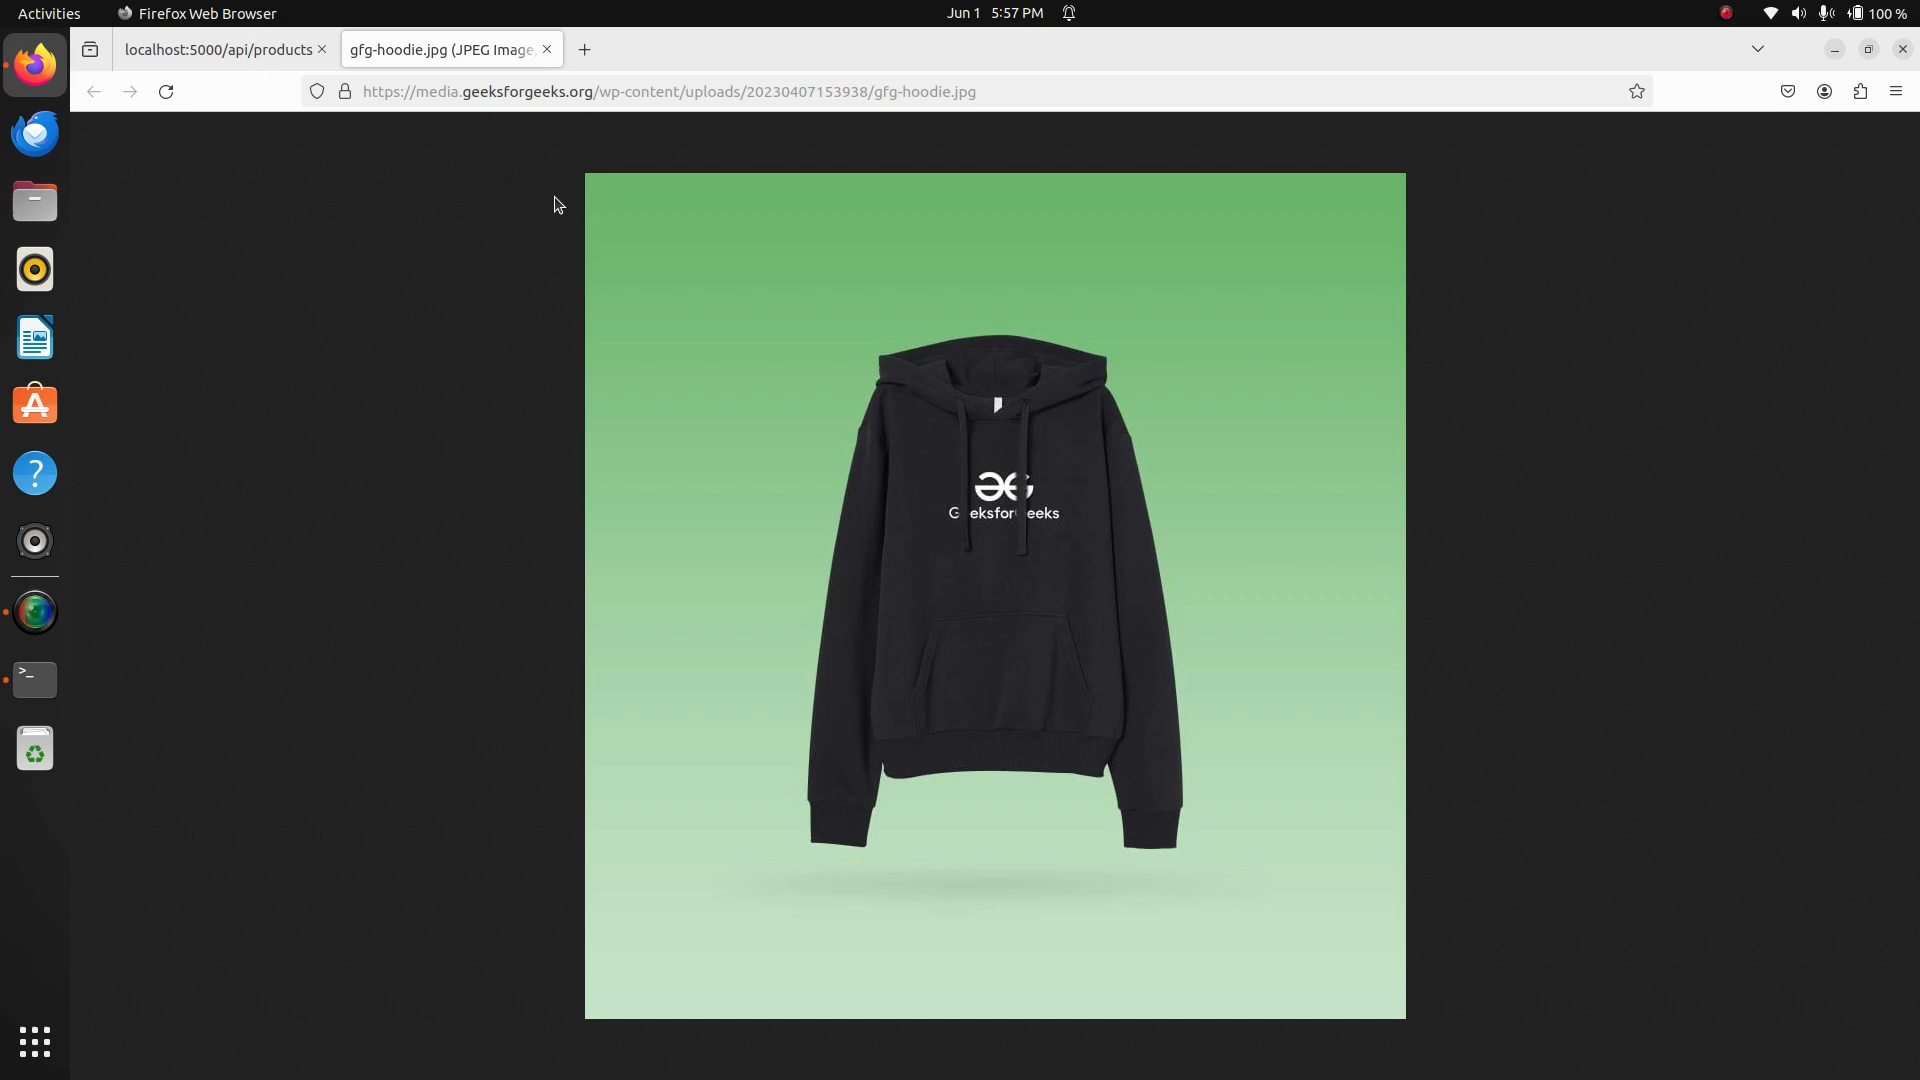 Activities
Firefox Web Browser
Jun 1 5:57 PM
100 %
localhost:5000/api/products
gfg-hoodie.jpg (JPEG Image,
https://media.geeksforgeeks.org/wp-content/uploads/20230407153938/gfg-hoodie.jpg
GeeksforGeeks